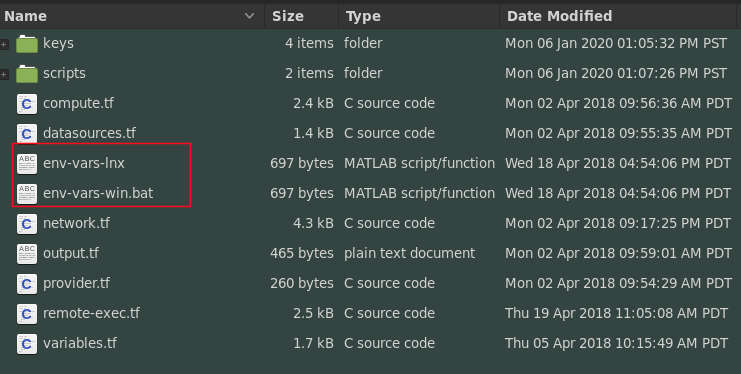 Name Size Type Date Modified
keys 4 items folder Mon 06 Jan 2020 01:05:32 PM PST
scripts 2 items folder Mon 06 Jan 2020 01:07:26 PM PST
C compute.tf 2.4 kB C source code Mon 02 Apr 2018 09:56:36 AM PDT
C datasources.tf 1.4 kB C source code Mon 02 Apr 2018 09:55:35 AM PDT
ABC env-vars-lnx 697 bytes MATLAB script/function Wed 18 Apr 2018 04:54:06 PM PDT
ABC env-vars-win.bat 697 bytes MATLAB script/function Wed 18 Apr 2018 04:54:06 PM PDT
C network.tf 4.3 kB C source code Mon 02 Apr 2018 09:17:25 PM PDT
ABC output.tf 465 bytes plain text document Mon 02 Apr 2018 09:59:01 AM PDT
C provider.tf 260 bytes C source code Mon 02 Apr 2018 09:54:29 AM PDT
C remote-exec.tf 2.5 kB C source code Thu 19 Apr 2018 11:05:08 AM PDT
C variables.tf 1.7 kB C source code Thu 05 Apr 2018 10:15:49 AM PDT